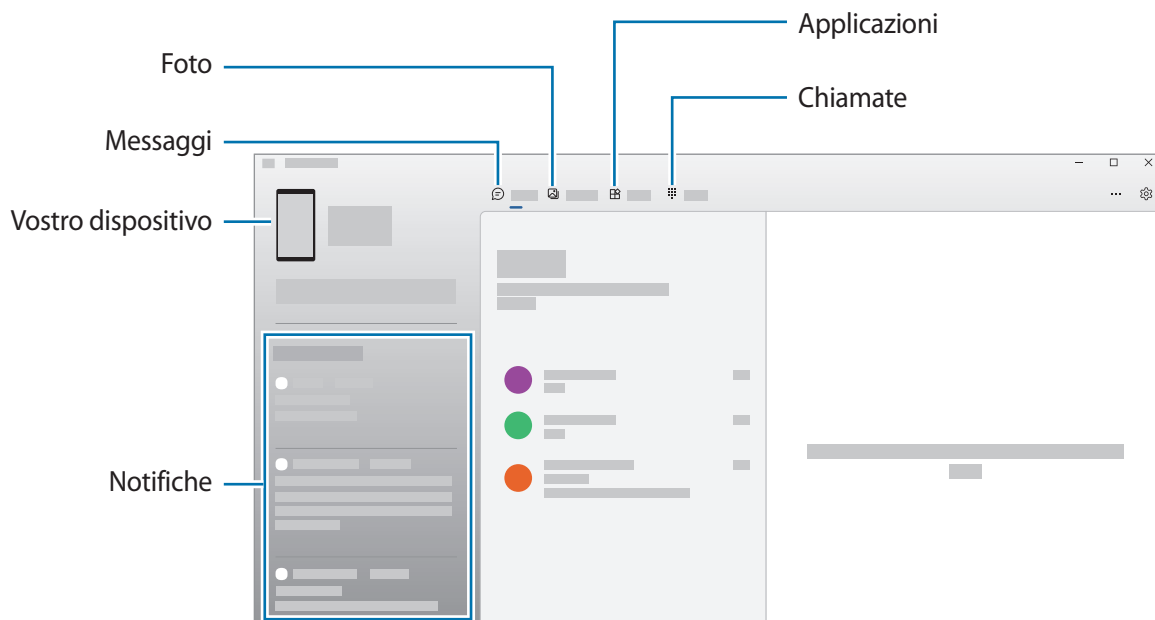 Applicazioni
Foto
Chiamate
Messaggi
Vostro dispositivo
Notifiche